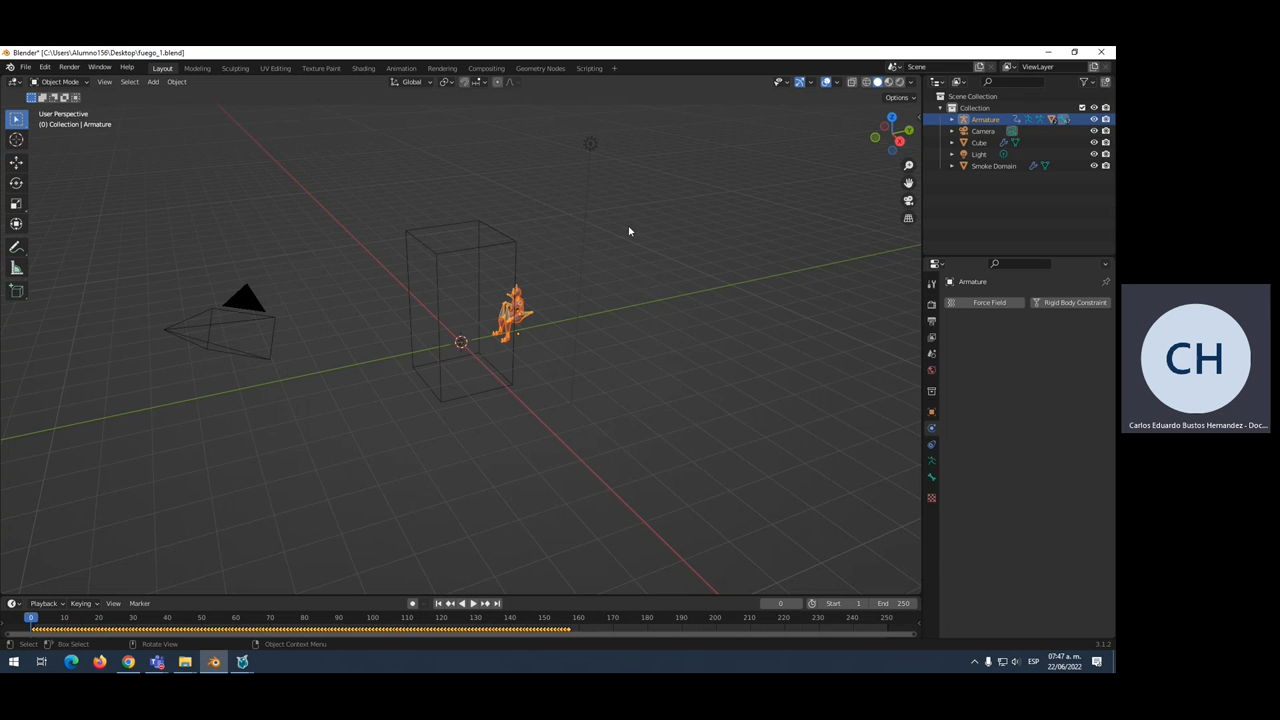 Blender* [C:\Users\Alumno156\Desktop\fuego_1.blend]
File Edit Render Window Help Layout Modeling Sculpting UV Editing Texture Paint Shading Animation Rendering Compositing Geometry Nodes Scripting + Scene ViewLayer
Object Mode View Select Add Object Global
Options
User Perspective
(0) Collection | Armature
Z
Y
X
Scene Collection
Collection
Armature
Camera
Cube
Light
Smoke Domain
Armature
Force Field Rigid Body Constraint
CH
Carlos Eduardo Bustos Hernandez - Doc...
Playback Keying View Marker 0 Start 1 End 250
0 10 20 30 40 50 60 70 80 90 100 110 120 130 140 150 160 170 180 190 200 210 220 230 240 250
Select Box Select Rotate View Object Context Menu 3.1.2
ESP
07:47 a. m.
22/06/2022